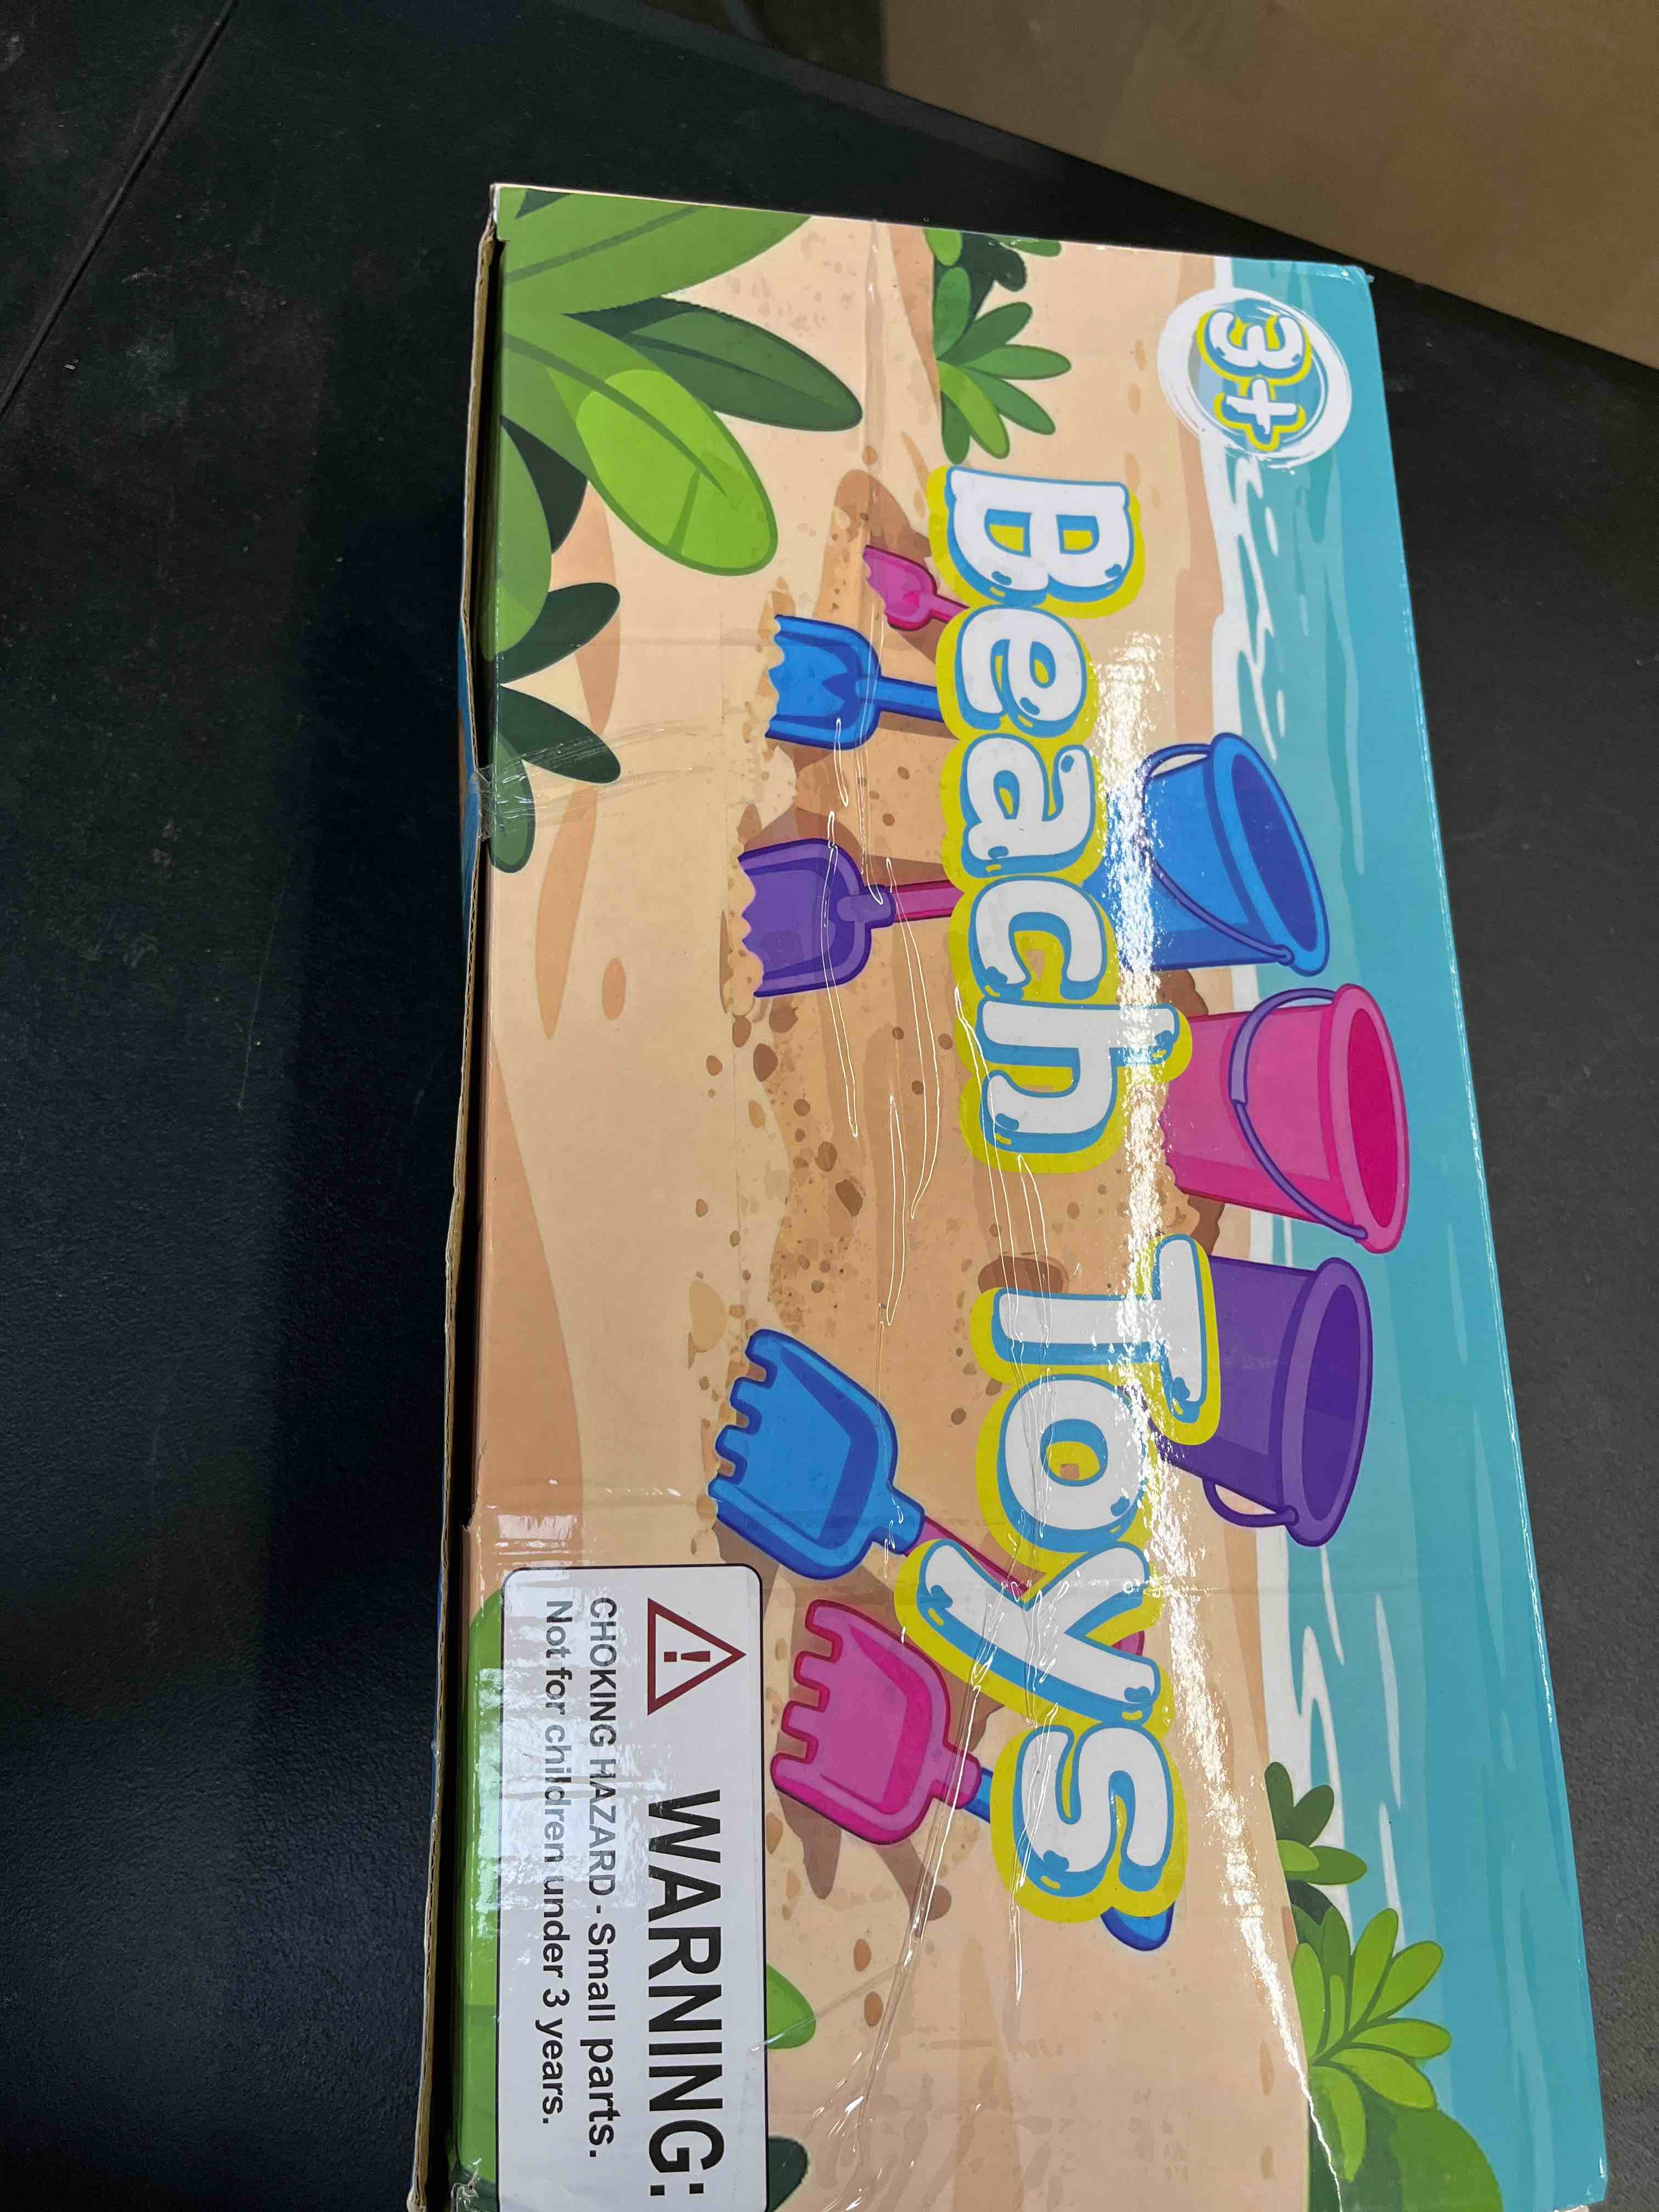 3+
Beach Toys
WARNING:
CHOKING HAZARD - Small parts.
Not for children under 3 years.